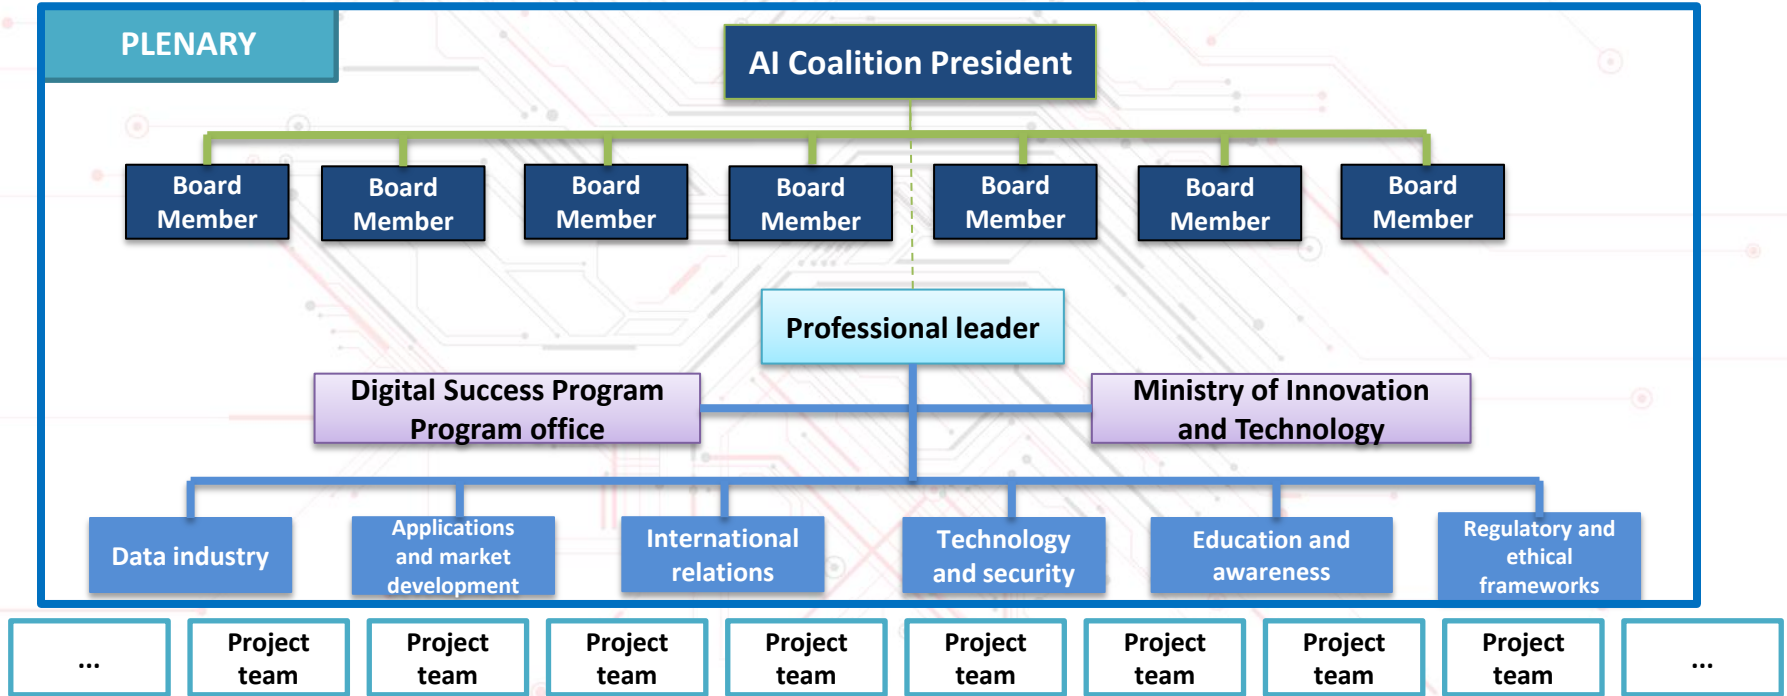 PLENARY
AI Coalition President
Board
Member
Board
Member
Board
Member
Board
Member
Board
Member
Board
Member
Board
Member
Professional leader
Digital Success Program
Program office
Ministry of Innovation
and Technology
Data industry
Applications
and market
development
International
relations
Technology
and security
Education and
awareness
Regulatory and
ethical
frameworks
...
Project
team
Project
team
Project
team
Project
team
Project
team
Project
team
Project
team
Project
team
...